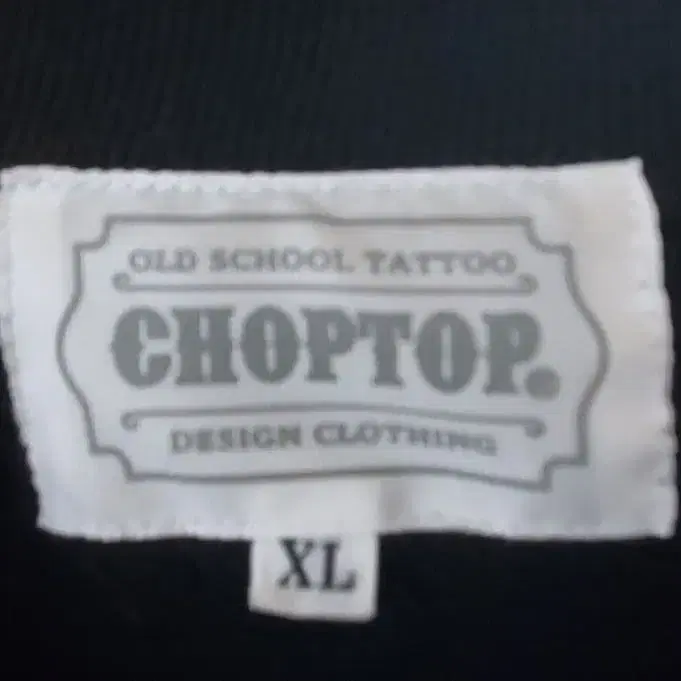 OLD SCHOOL TATTOO
CHOPTOP®
DESIGN CLOTHING
XL